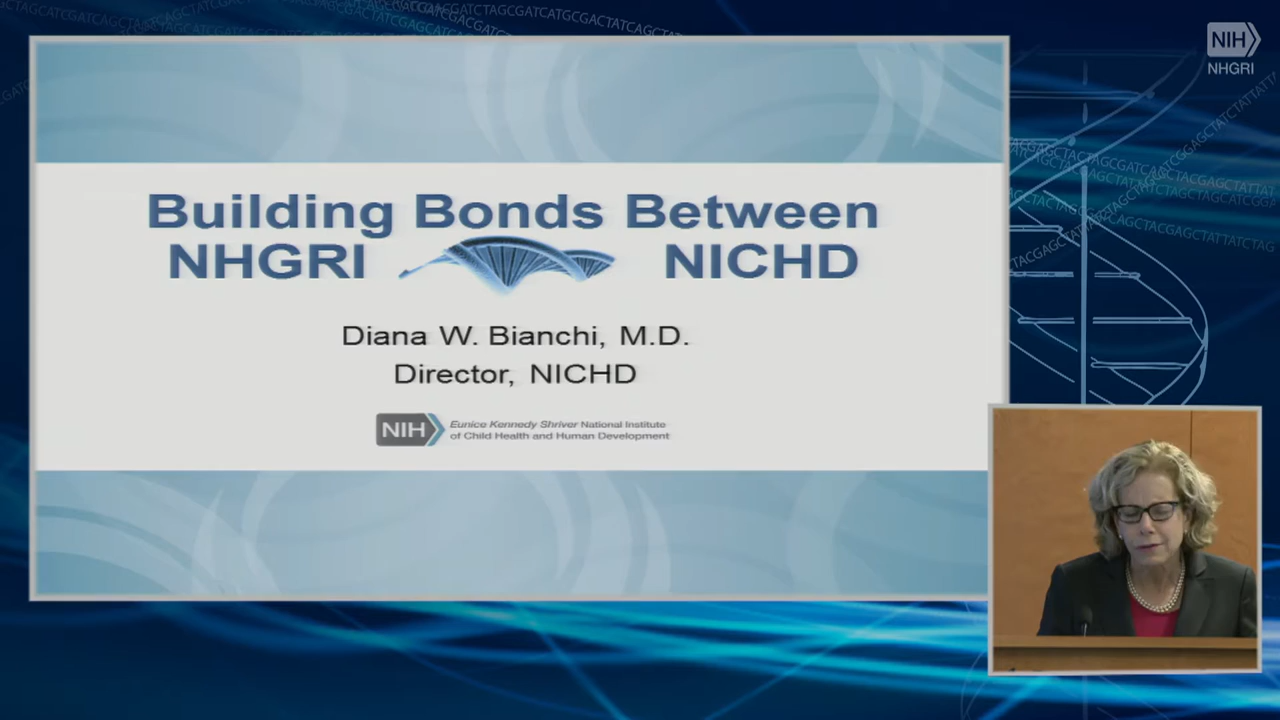 NIH
NHGRI
Building Bonds Between
NHGRI NICHD
Diana W. Bianchi, M.D.
Director, NICHD
NIH
Eunice Kennedy Shriver National Institute
of Child Health and Human Development